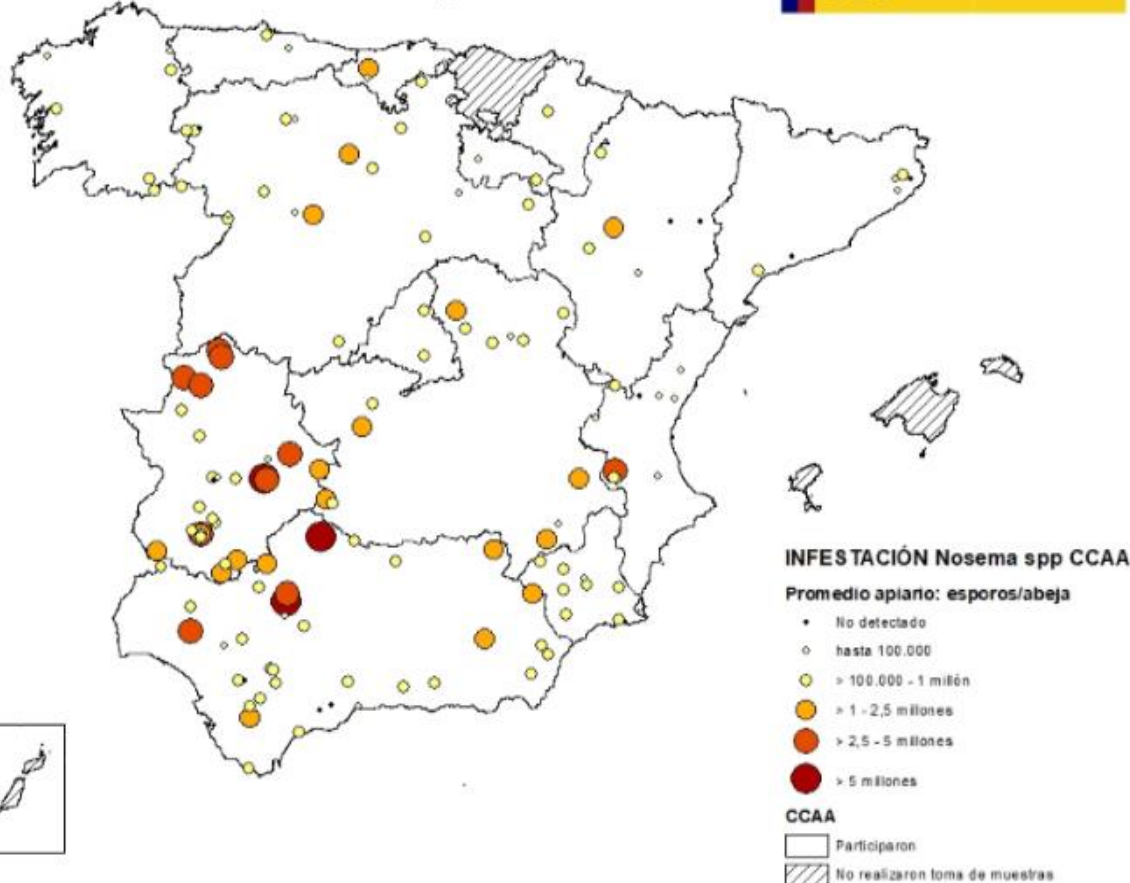 INFESTACIÓN Nosema spp CCAA
Promedio apiario: esporos/abeja
No detectado
hasta 100.000
> 100.000 - 1 millón
> 1 - 2,5 millones
> 2,5 - 5 millones
> 5 millones
CCAA
Participaron
No realizaron toma de muestras